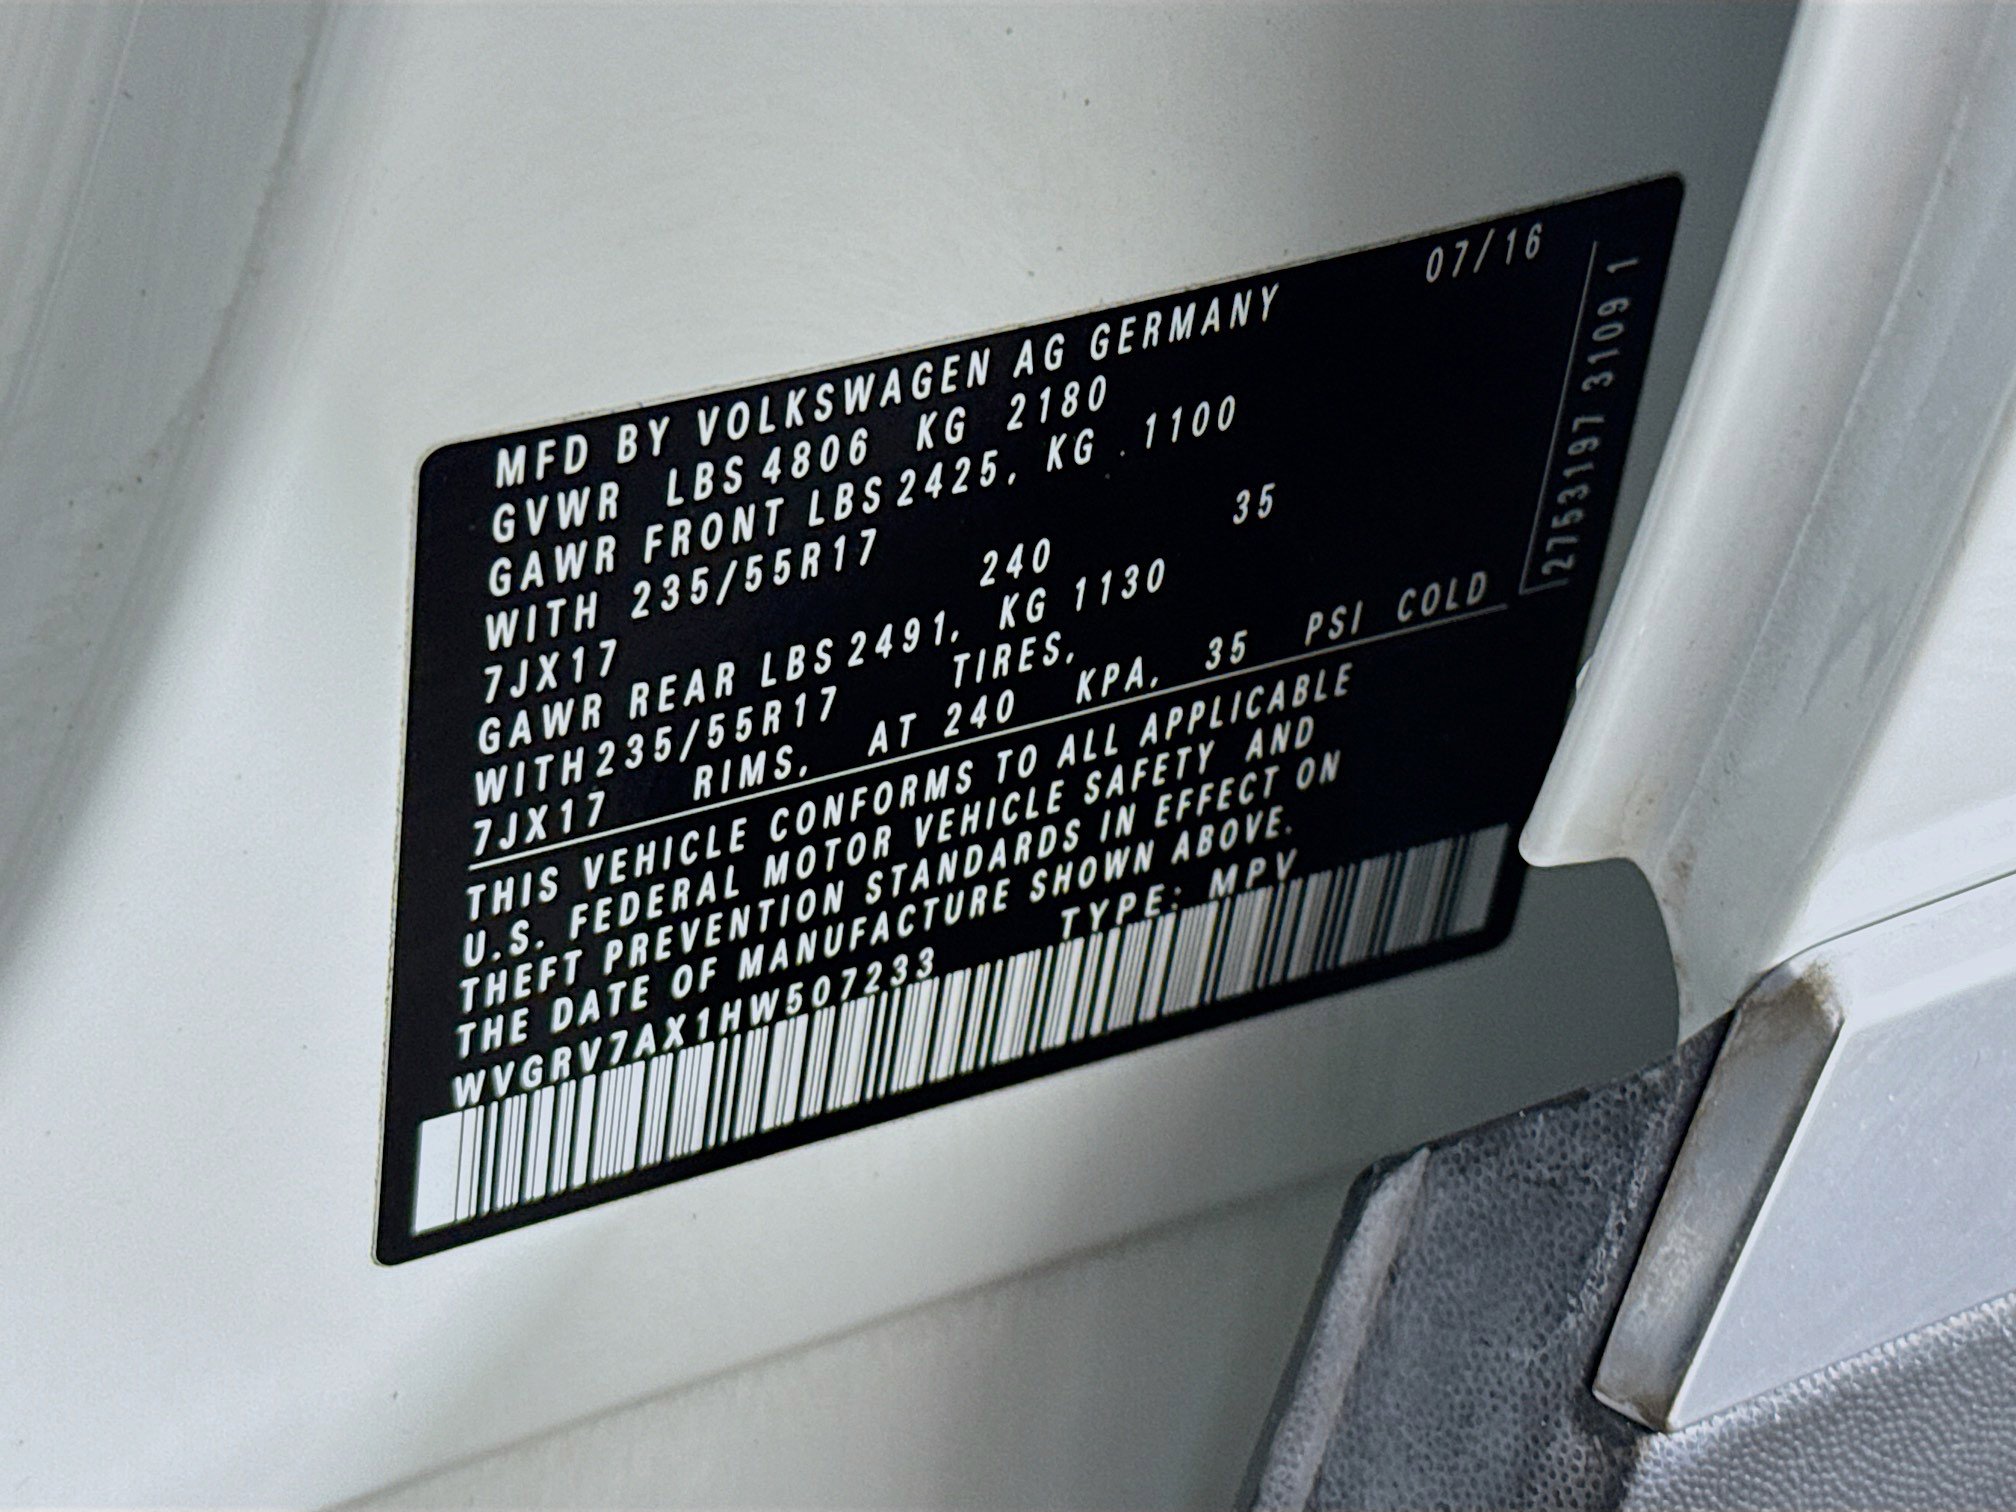 07/16
MFD BY VOLKSWAGEN AG GERMANY
GVWR LBS 4806 KG 2180
GAWR FRONT LBS 2425. KG . 1100
WITH 235/55R17
7JX17 240 35
GAWR REAR LBS 2491. KG 1130
WITH 235/55R17 TIRES.
7JX17 RIMS. AT 240 KPA. 35 PSI COLD
THIS VEHICLE CONFORMS TO ALL APPLICABLE
U.S. FEDERAL MOTOR VEHICLE SAFETY AND
THEFT PREVENTION STANDARDS IN EFFECT ON
THE DATE OF MANUFACTURE SHOWN ABOVE.
WVGRV7AX1HW507233 TYPE: MPV
2753197 3109 1